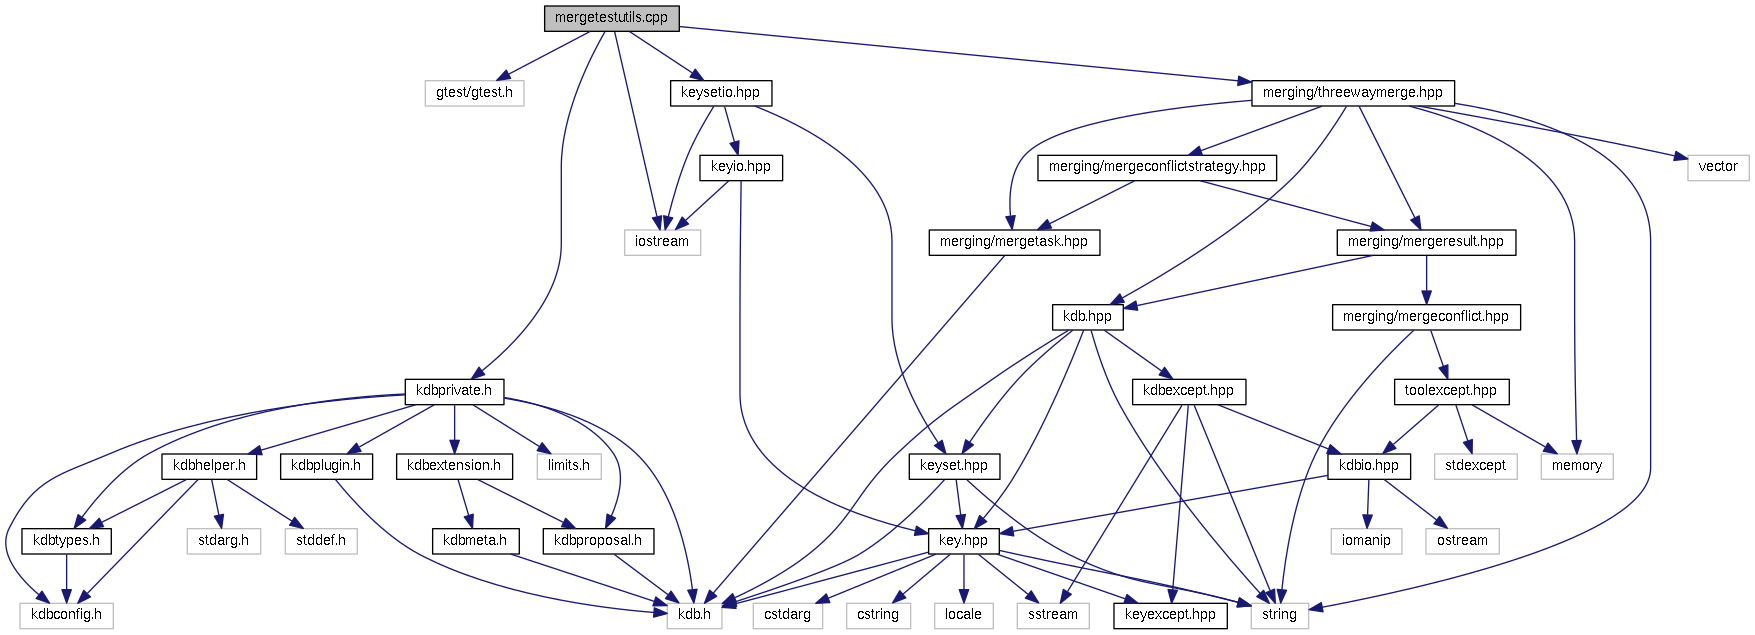 mergetestutils.cpp
gtest/gtest.h
keysetio.hpp
merging/threewaymerge.hpp
keyio.hpp
merging/mergeconflictstrategy.hpp
vector
iostream
merging/mergetask.hpp
merging/mergeresult.hpp
kdb.hpp
merging/mergeconflict.hpp
kdbprivate.h
kdbexcept.hpp
toolexcept.hpp
kdbhelper.h
kdbplugin.h
kdbextension.h
limits.h
keyset.hpp
kdbio.hpp
stdexcept
memory
kdbtypes.h
stdarg.h
stddef.h
kdbmeta.h
kdbproposal.h
key.hpp
iomanip
ostream
kdbconfig.h
kdb.h
cstdarg
cstring
locale
sstream
keyexcept.hpp
string